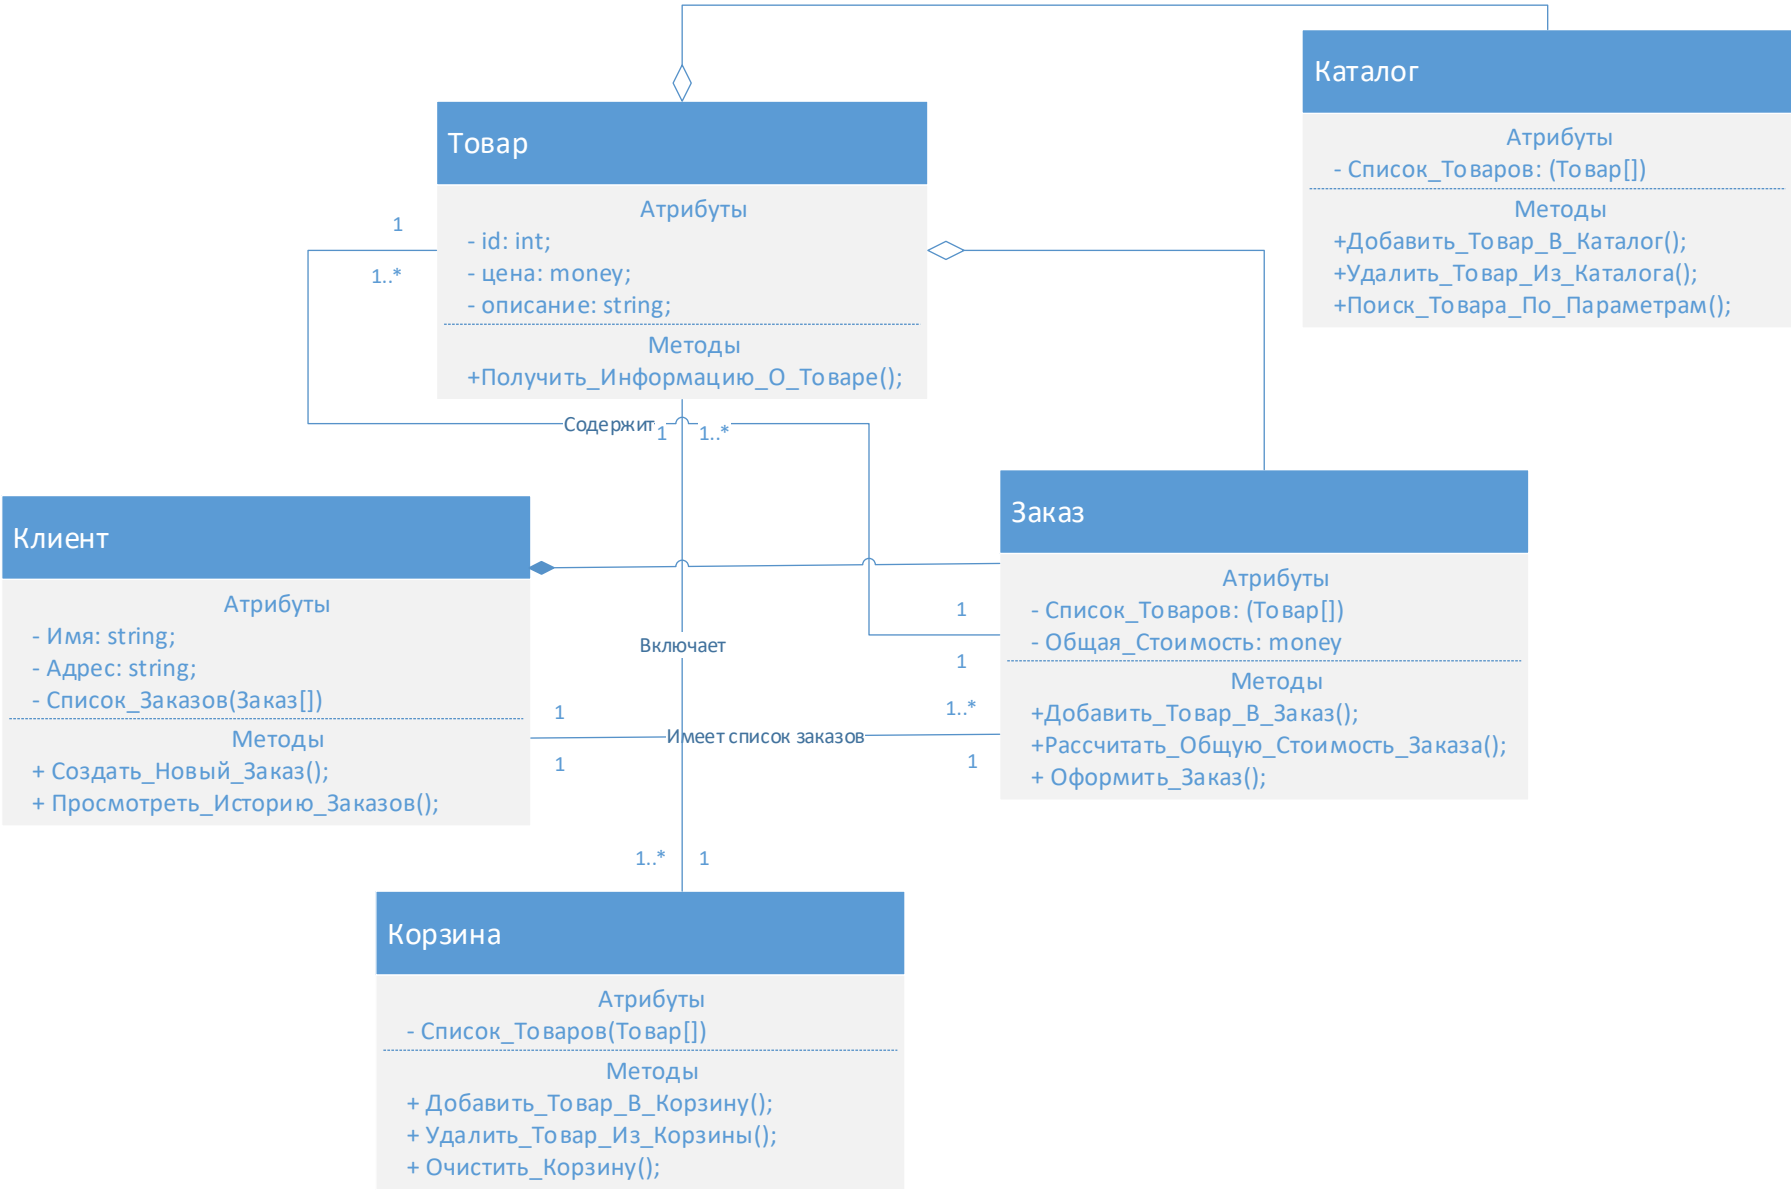 Каталог
Атрибуты
- Список_Товаров: (Товар[])
Методы
+Добавить_Товар_В_Каталог();
+Удалить_Товар_Из_Каталога();
+Поиск_Товара_По_Параметрам();
Товар
Атрибуты
- id: int;
- цена: money;
- описание: string;
Методы
+Получить_Информацию_О_Товаре();
1
1..*
Содержит
1
1..*
Клиент
Атрибуты
- Имя: string;
- Адрес: string;
- Список_Заказов(Заказ[])
Методы
+ Создать_Новый_Заказ();
+ Просмотреть_Историю_Заказов();
Заказ
Атрибуты
- Список_Товаров: (Товар[])
- Общая_Стоимость: money
Методы
+Добавить_Товар_В_Заказ();
+Рассчитать_Общую_Стоимость_Заказа();
+ Оформить_Заказ();
1
1
Включает
1
1..*
Имеет список заказов
1
1
1..*
1
Корзина
Атрибуты
- Список_Товаров(Товар[])
Методы
+ Добавить_Товар_В_Корзину();
+ Удалить_Товар_Из_Корзины();
+ Очистить_Корзину();